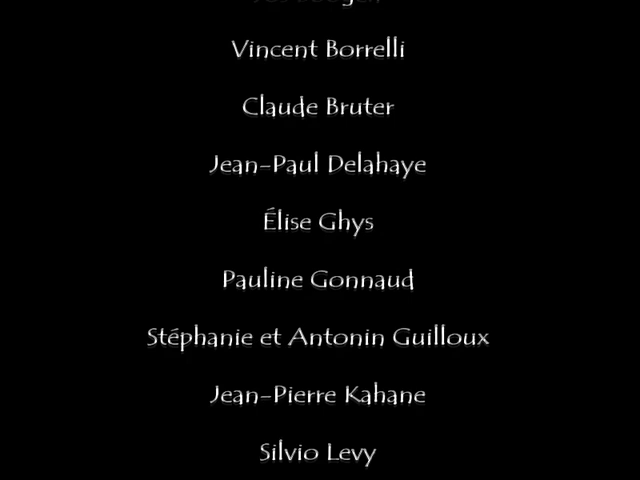 Vincent Borrelli
Claude Bruter
Jean-Paul Delahaye
Élise Ghys
Pauline Gonnaud
Stéphanie et Antonin Guilloux
Jean-Pierre Kahane
Silvio Levy